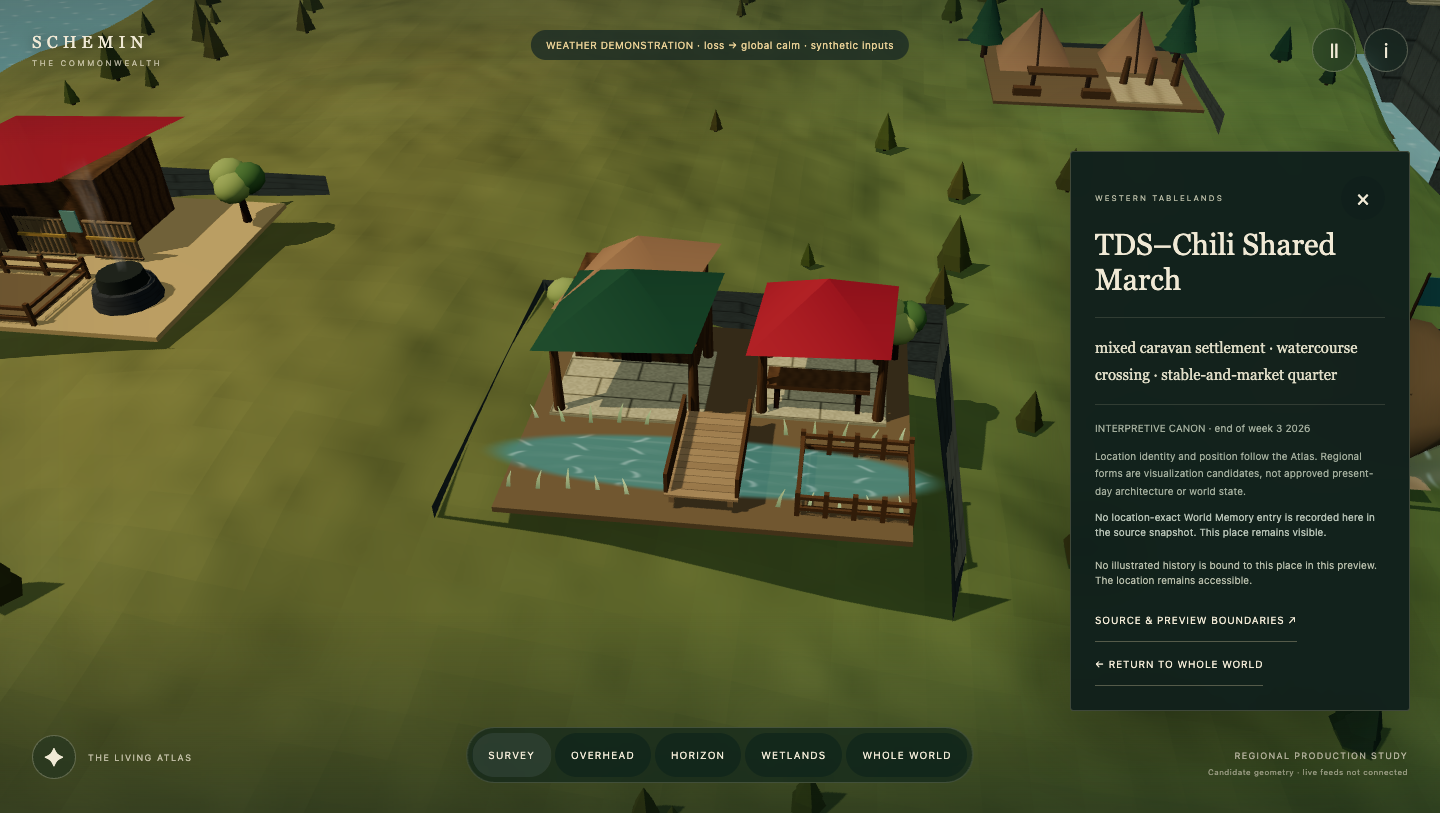 SCHEMIN
THE COMMONWEALTH
WEATHER DEMONSTRATION · loss → global calm · synthetic inputs
i
WESTERN TABLELANDS
×
TDS–Chili Shared
March
mixed caravan settlement · watercourse
crossing · stable-and-market quarter
INTERPRETIVE CANON · end of week 3 2026
Location identity and position follow the Atlas. Regional
forms are visualization candidates, not approved present-
day architecture or world state.
No location-exact World Memory entry is recorded here in
the source snapshot. This place remains visible.
No illustrated history is bound to this place in this preview.
The location remains accessible.
SOURCE & PREVIEW BOUNDARIES ↗
← RETURN TO WHOLE WORLD
THE LIVING ATLAS
SURVEY
OVERHEAD
HORIZON
WETLANDS
WHOLE WORLD
REGIONAL PRODUCTION STUDY
Candidate geometry · live feeds not connected